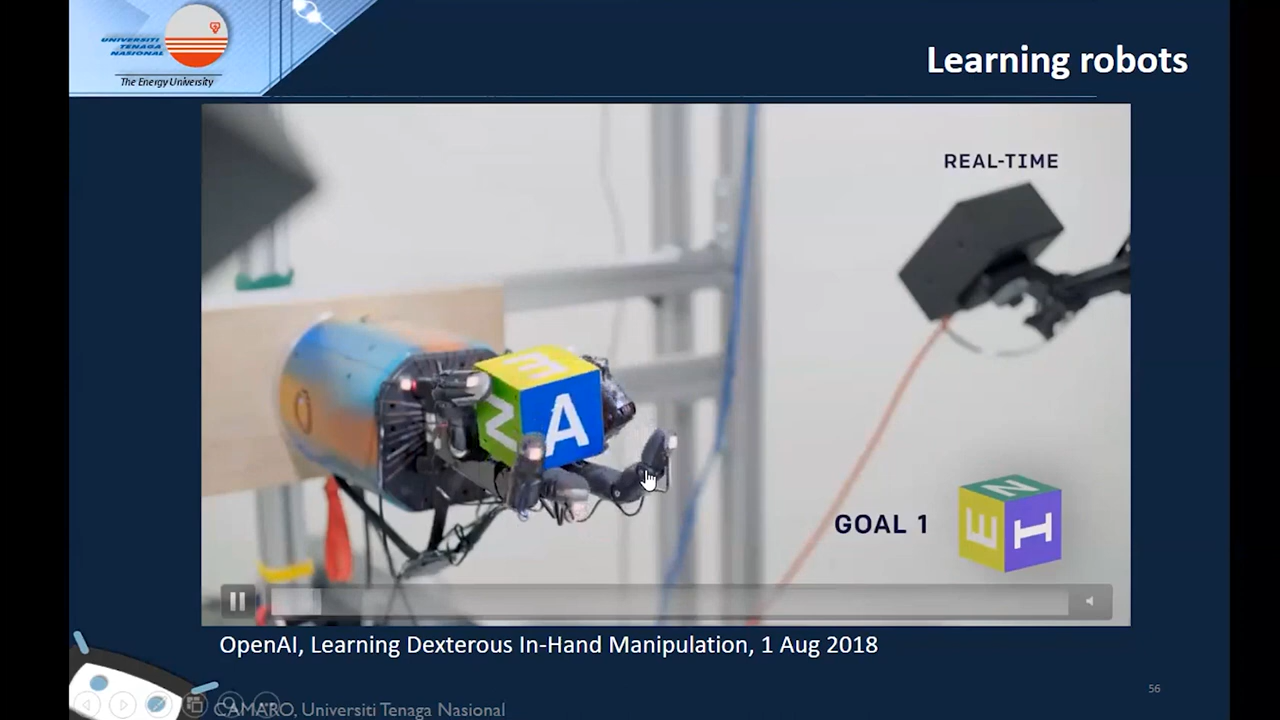 UNIVERSITI
TENAGA
NASIONAL
The Energy University
Learning robots
REAL-TIME
E
N
A
GOAL 1
N
E
H
OpenAI, Learning Dexterous In-Hand Manipulation, 1 Aug 2018
56
CAMARO, Universiti Tenaga Nasional